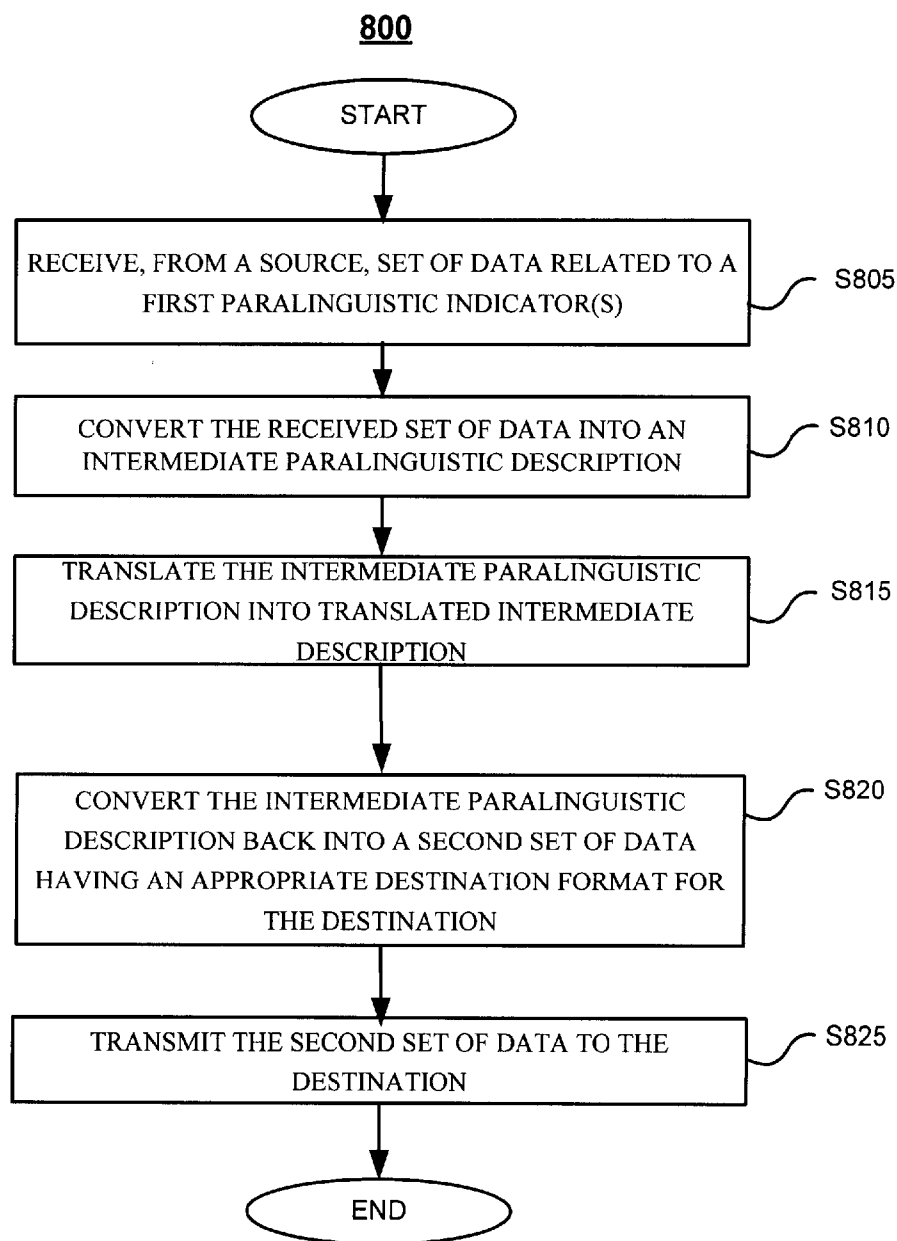 800
START
RECEIVE, FROM A SOURCE, SET OF DATA RELATED TO A
FIRST PARALINGUISTIC INDICATOR(S)
S805
CONVERT THE RECEIVED SET OF DATA INTO AN
INTERMEDIATE PARALINGUISTIC DESCRIPTION
S810
TRANSLATE THE INTERMEDIATE PARALINGUISTIC
DESCRIPTION INTO TRANSLATED INTERMEDIATE
DESCRIPTION
S815
CONVERT THE INTERMEDIATE PARALINGUISTIC
DESCRIPTION BACK INTO A SECOND SET OF DATA
HAVING AN APPROPRIATE DESTINATION FORMAT FOR
THE DESTINATION
S820
TRANSMIT THE SECOND SET OF DATA TO THE
DESTINATION
S825
END